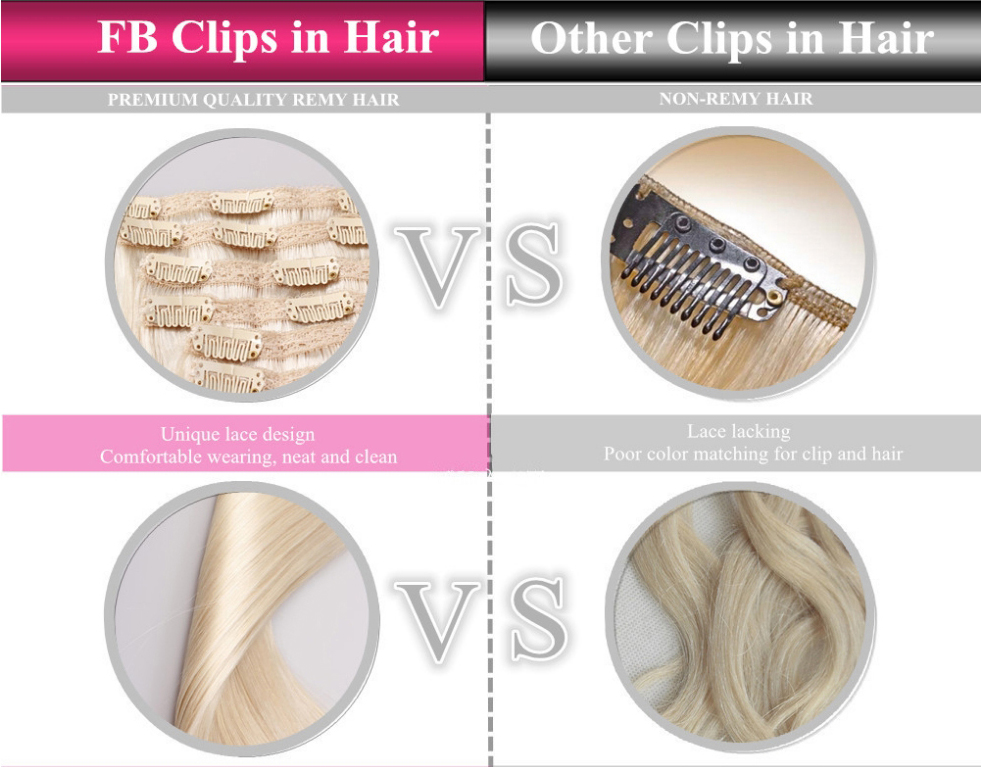 FB Clips in Hair
Other Clips in Hair
PREMIUM QUALITY REMY HAIR
NON-REMY HAIR
VS
Unique lace design
Comfortable wearing, neat and clean
Lace lacking
Poor color matching for clip and hair
VS